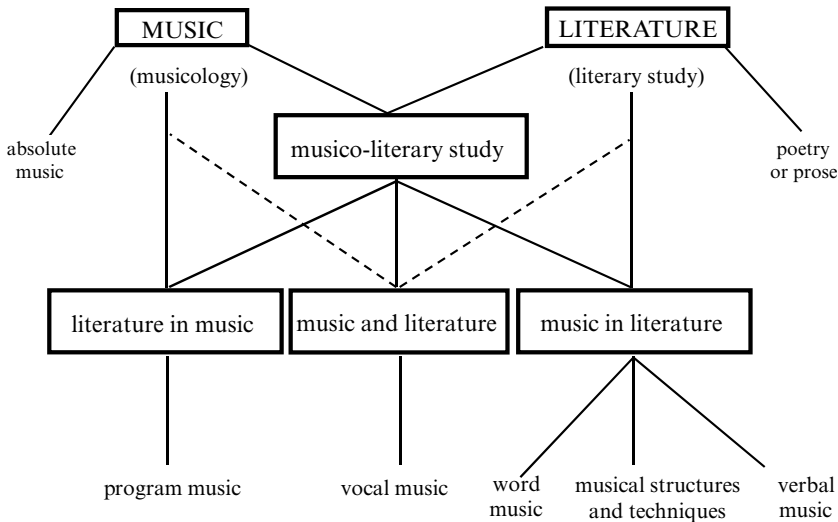 MUSIC
LITERATURE
(musicology)
(literary study)
absolute
music
musico-literary study
poetry
or prose
literature in music
music and literature
music in literature
program music
vocal music
word
music
musical structures
and techniques
verbal
music